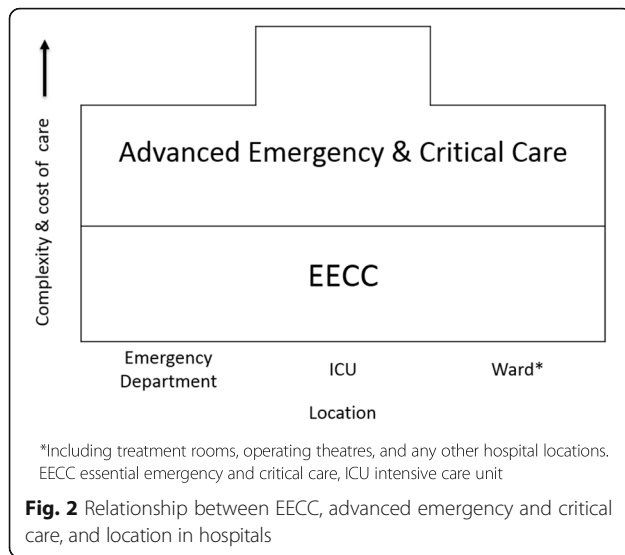 Complexity & cost of care
Advanced Emergency & Critical Care
EECC
Emergency
Department
ICU
Ward*
Location
*Including treatment rooms, operating theatres, and any other hospital locations.
EECC essential emergency and critical care, ICU intensive care unit
Fig. 2 Relationship between EECC, advanced emergency and critical
care, and location in hospitals